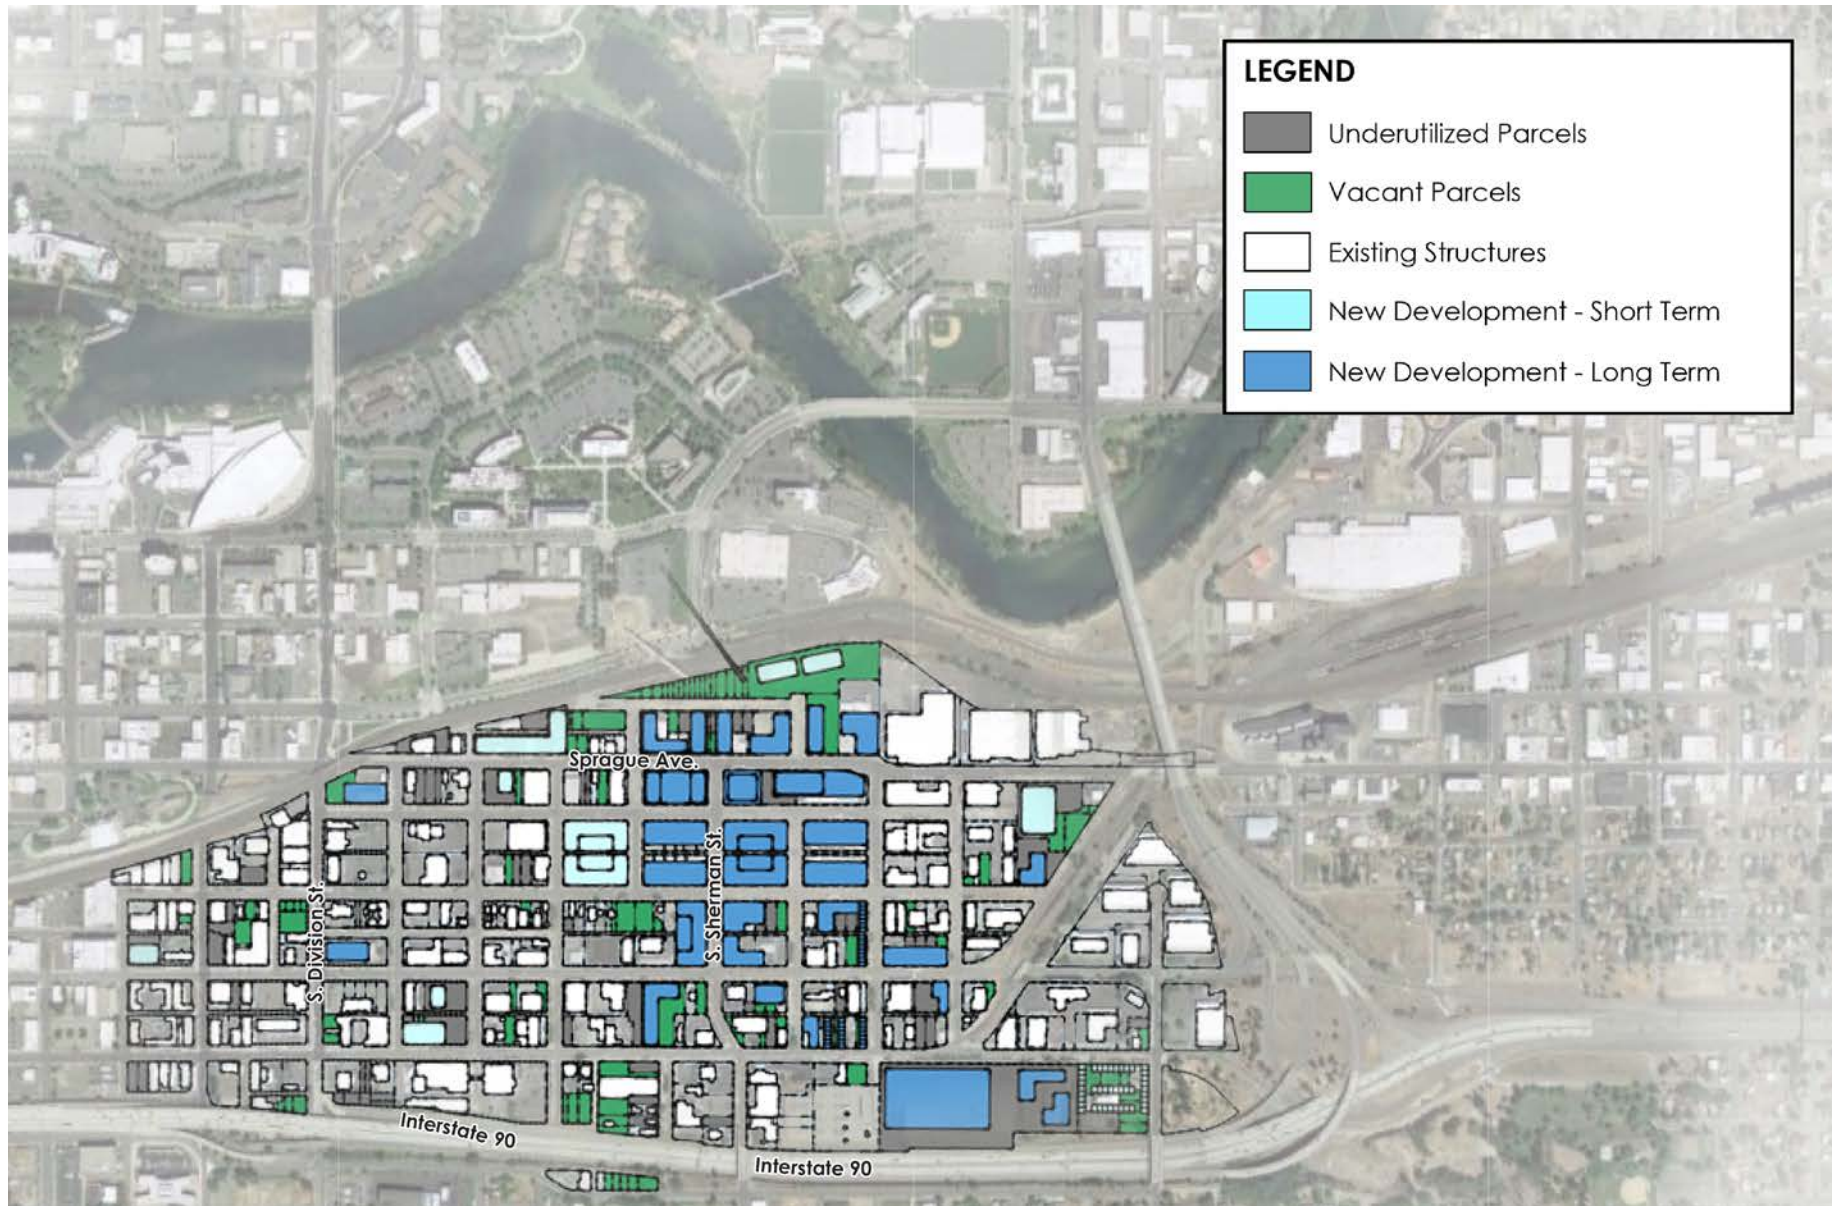 LEGEND
Underutilized Parcels
Vacant Parcels
Existing Structures
New Development - Short Term
New Development - Long Term
Sprague Ave.
S. Division St.
S. Sherman St.
Interstate 90
Interstate 90